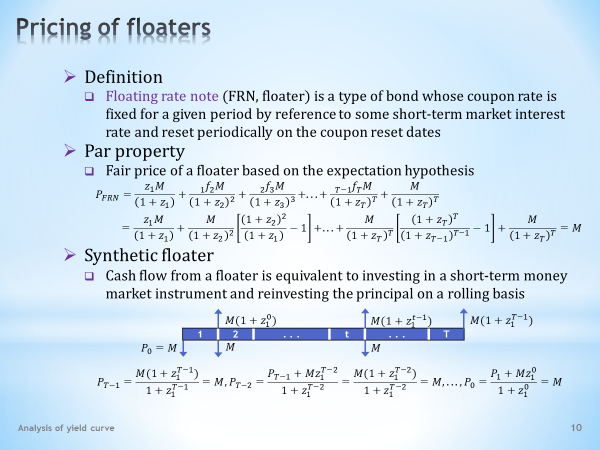 Pricing of floaters
➢ Definition
❑ Floating rate note (FRN, floater) is a type of bond whose coupon rate is
fixed for a given period by reference to some short-term market interest
rate and reset periodically on the coupon reset dates
➢ Par property
❑ Fair price of a floater based on the expectation hypothesis
P_{FRN} = \frac{z_1 M}{(1 + z_1)} + \frac{_1f_2 M}{(1 + z_2)^2} + \frac{_2f_3 M}{(1 + z_3)^3} + ... + \frac{_{T-1}f_T M}{(1 + z_T)^T} + \frac{M}{(1 + z_T)^T}
= \frac{z_1 M}{(1 + z_1)} + \frac{M}{(1 + z_2)^2} \left[ \frac{(1 + z_2)^2}{(1 + z_1)} - 1 \right] + ... + \frac{M}{(1 + z_T)^T} \left[ \frac{(1 + z_T)^T}{(1 + z_{T-1})^{T-1}} - 1 \right] + \frac{M}{(1 + z_T)^T} = M
➢ Synthetic floater
❑ Cash flow from a floater is equivalent to investing in a short-term money
market instrument and reinvesting the principal on a rolling basis
M(1 + z_1^0) M(1 + z_1^{t-1}) M(1 + z_1^{T-1})
1 2 ... t ... T
P_0 = M M M
P_{T-1} = \frac{M(1 + z_1^{T-1})}{1 + z_1^{T-1}} = M, P_{T-2} = \frac{P_{T-1} + M z_1^{T-2}}{1 + z_1^{T-2}} = \frac{M(1 + z_1^{T-2})}{1 + z_1^{T-2}} = M, ..., P_0 = \frac{P_1 + M z_1^0}{1 + z_1^0} = M
Analysis of yield curve 10